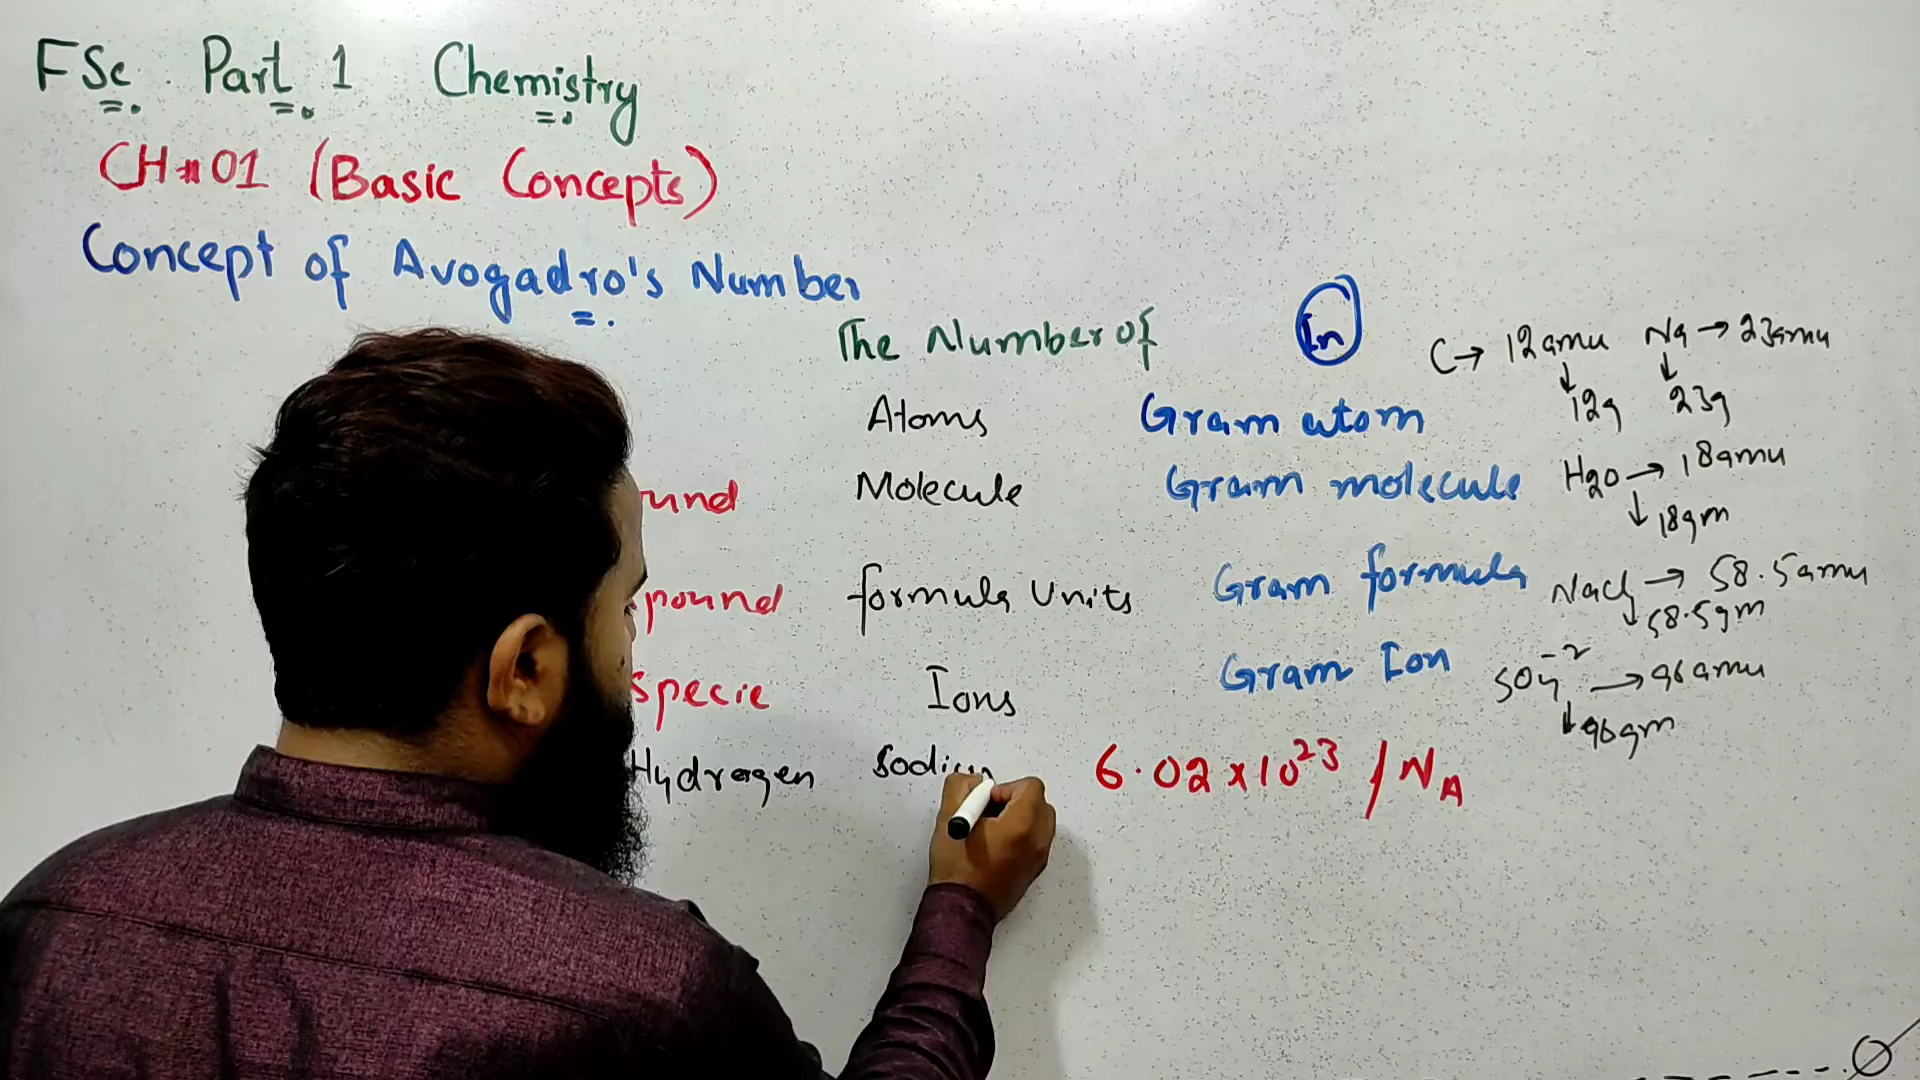 FSc. Part 1 Chemistry
CH#01 (Basic Concepts)
Concept of Avogadro's Number
The Number of In C → 12amu Na → 23amu
Atoms Gram atom ↓ 12g ↓ 23g
und Molecule Gram molecule H2O → 18amu
↓ 18gm
pound formula Units Gram formula NaCl → 58.5amu
↓ 58.5gm
specie Ions Gram Ion SO4⁻² → 96amu
↓ 96gm
Hydrogen Sodium 6.02x10²³ / NA